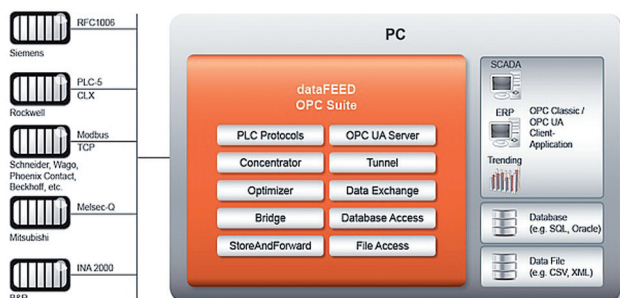 RFC1006
Siemens
PLC-5
CLX
Rockwell
Modbus
TCP
Schneider, Wago,
Phoenix Contact,
Beckhoff, etc.
Melsec-Q
Mitsubishi
INA 2000
B&R
PC
dataFEED
OPC Suite
PLC Protocols
OPC UA Server
Concentrator
Tunnel
Optimizer
Data Exchange
Bridge
Database Access
StoreAndForward
File Access
SCADA
ERP
OPC Classic /
OPC UA
Client-
Application
Trending
Database
(e.g. SQL, Oracle)
Data File
(e.g. CSV, XML)